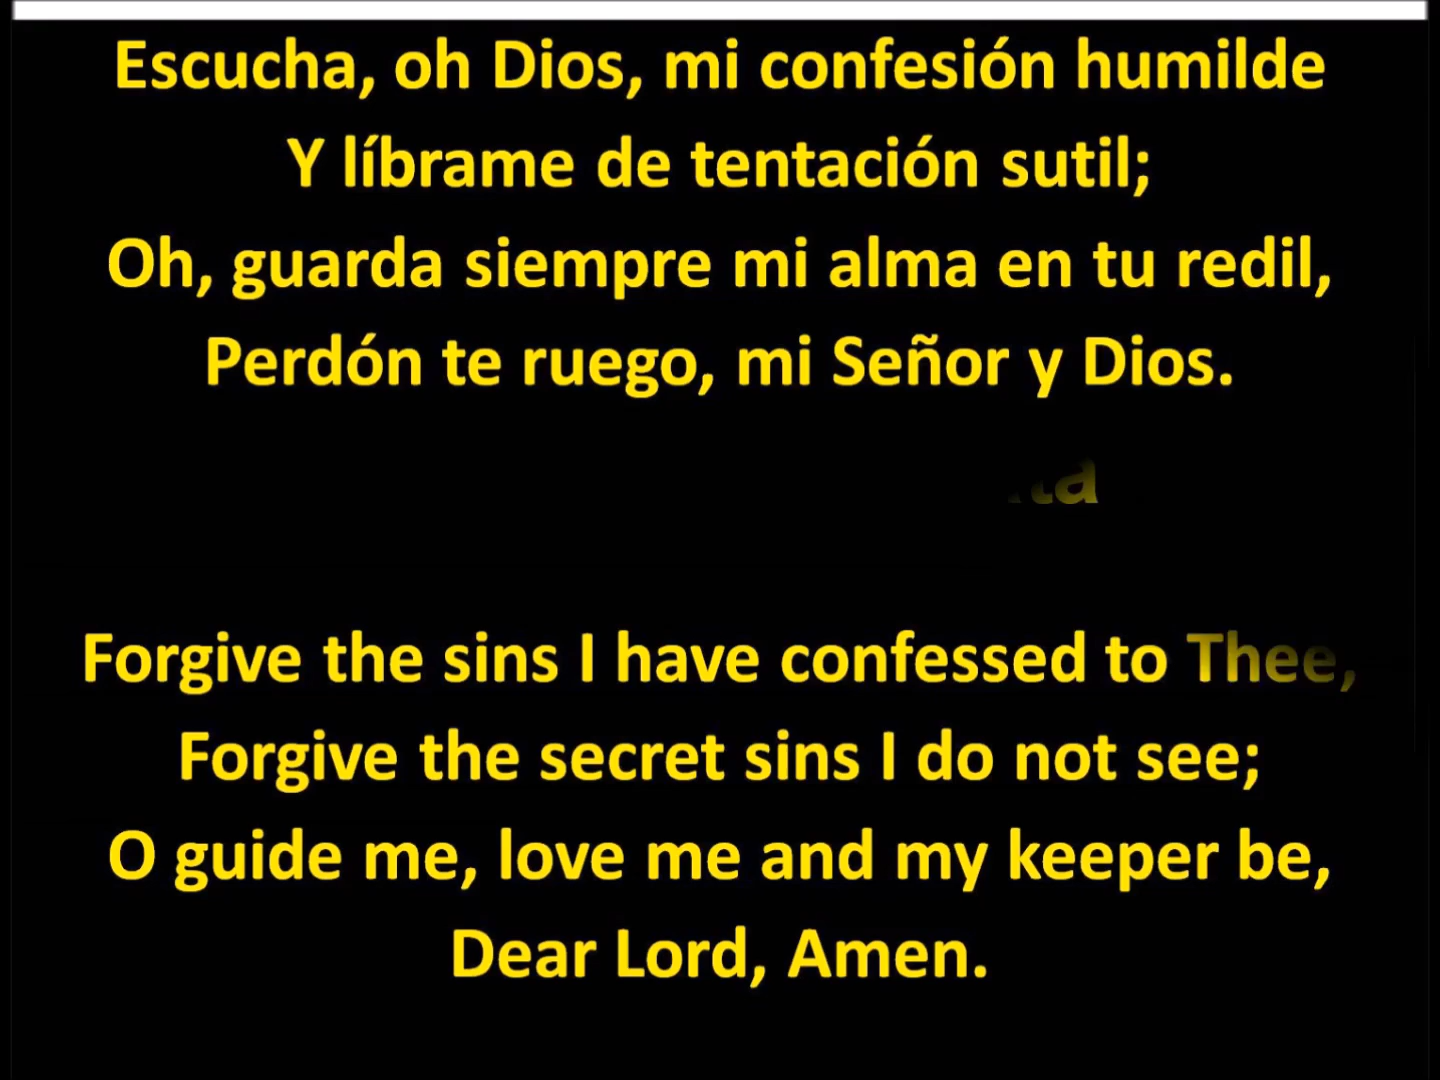 Escucha, oh Dios, mi confesión humilde
Y líbrame de tentación sutil;
Oh, guarda siempre mi alma en tu redil,
Perdón te ruego, mi Señor y Dios.
Forgive the sins I have confessed to Thee,
Forgive the secret sins I do not see;
O guide me, love me and my keeper be,
Dear Lord, Amen.